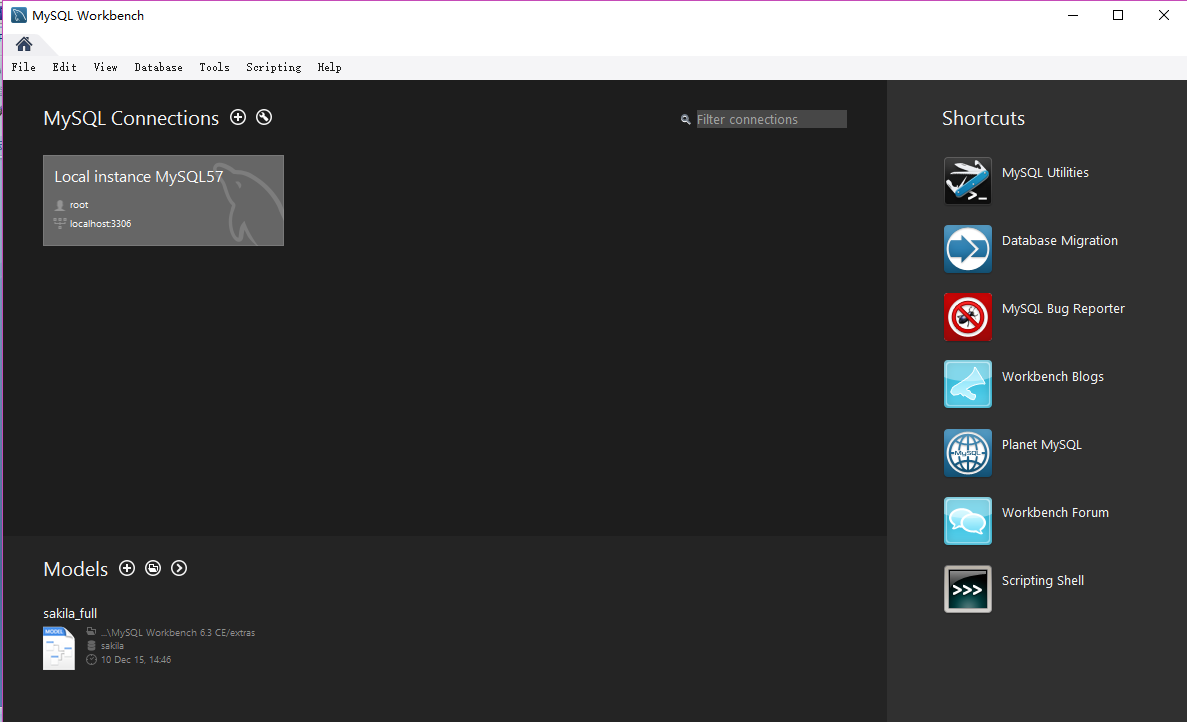 MySQL Workbench
File Edit View Database Tools Scripting Help
MySQL Connections
Filter connections
Local instance MySQL57
root
localhost:3306
Shortcuts
MySQL Utilities
Database Migration
MySQL Bug Reporter
Workbench Blogs
MySQL
Planet MySQL
Workbench Forum
>>>
Scripting Shell
Models
sakila_full
MODEL
...\MySQL Workbench 6.3 CE/extras
sakila
10 Dec 15, 14:46